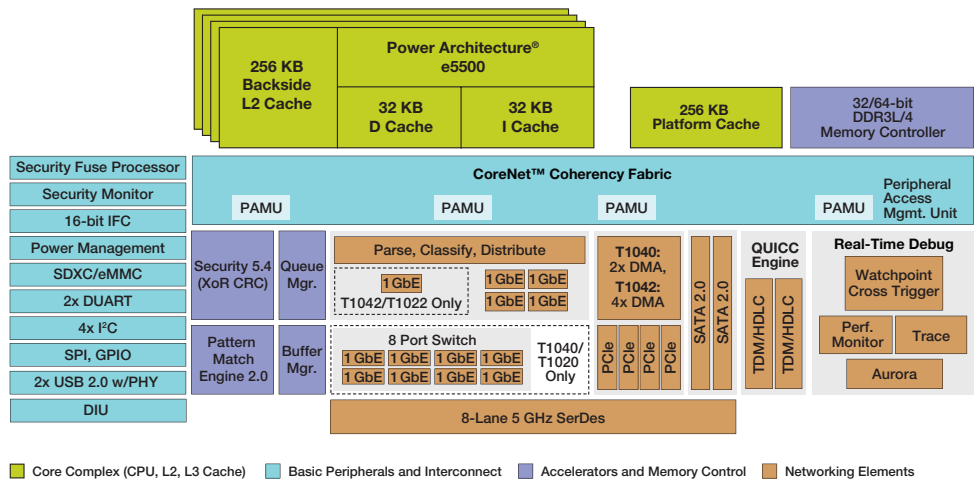 256 KB
Backside
L2 Cache
Power Architecture®
e5500
32 KB
D Cache
32 KB
I Cache
256 KB
Platform Cache
32/64-bit
DDR3L/4
Memory Controller
Security Fuse Processor
Security Monitor
16-bit IFC
Power Management
SDXC/eMMC
2x DUART
4x I²C
SPI, GPIO
2x USB 2.0 w/PHY
DIU
CoreNet™ Coherency Fabric
PAMU
PAMU
PAMU
PAMU
Peripheral
Access
Mgmt. Unit
Security 5.4
(XoR CRC)
Queue
Mgr.
Pattern
Match
Engine 2.0
Buffer
Mgr.
Parse, Classify, Distribute
1 GbE
T1042/T1022 Only
1 GbE 1 GbE
1 GbE 1 GbE
8 Port Switch
1 GbE 1 GbE 1 GbE 1 GbE
1 GbE 1 GbE 1 GbE 1 GbE
T1040/
T1020
Only
T1040:
2x DMA,
T1042:
4x DMA
PCIe
PCIe
PCIe
PCIe
SATA 2.0
SATA 2.0
QUICC
Engine
TDM/HDLC
TDM/HDLC
Real-Time Debug
Watchpoint
Cross Trigger
Perf.
Monitor
Trace
Aurora
8-Lane 5 GHz SerDes
Core Complex (CPU, L2, L3 Cache)
Basic Peripherals and Interconnect
Accelerators and Memory Control
Networking Elements